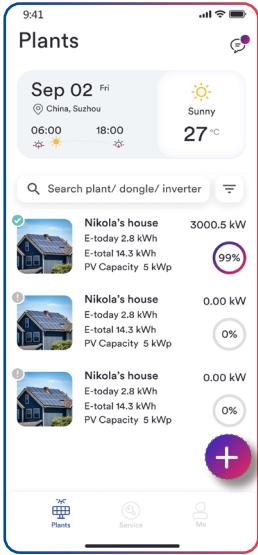 9:41
Plants
Sep 02 Fri
China, Suzhou
06:00 18:00
Sunny
27 °C
Search plant/ dongle/ inverter
Nikola's house 3000.5 kW
E-today 2.8 kWh
E-total 14.3 kWh
PV Capacity 5 kWp
99%
Nikola's house 0.00 kW
E-today 2.8 kWh
E-total 14.3 kWh
PV Capacity 5 kWp
0%
Nikola's house 0.00 kW
E-today 2.8 kWh
E-total 14.3 kWh
PV Capacity 5 kWp
0%
Plants Service Me